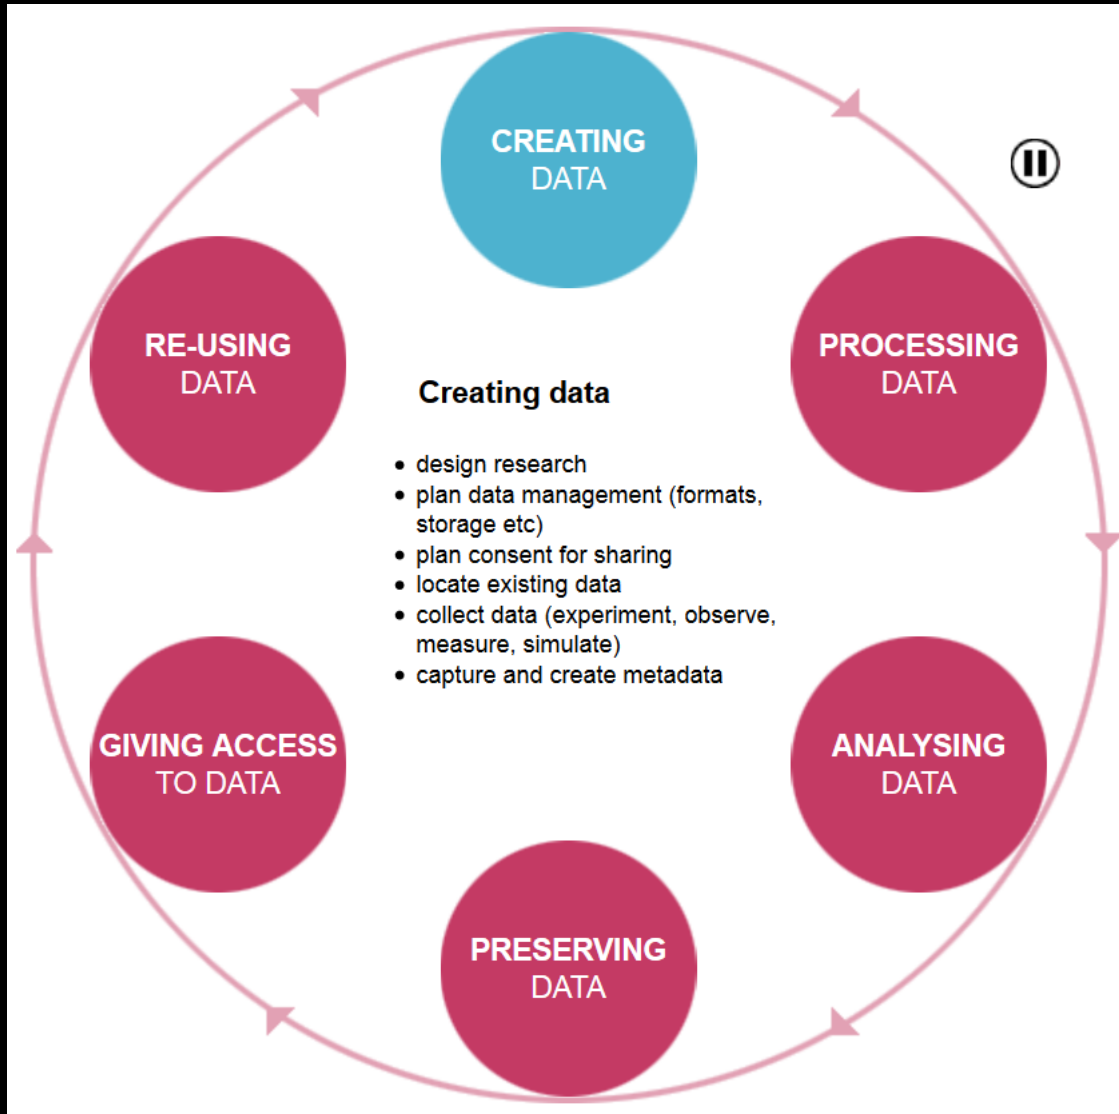 CREATING
DATA
RE-USING
DATA
PROCESSING
DATA
Creating data
• design research
• plan data management (formats,
storage etc)
• plan consent for sharing
• locate existing data
• collect data (experiment, observe,
measure, simulate)
• capture and create metadata
GIVING ACCESS
TO DATA
ANALYSING
DATA
PRESERVING
DATA